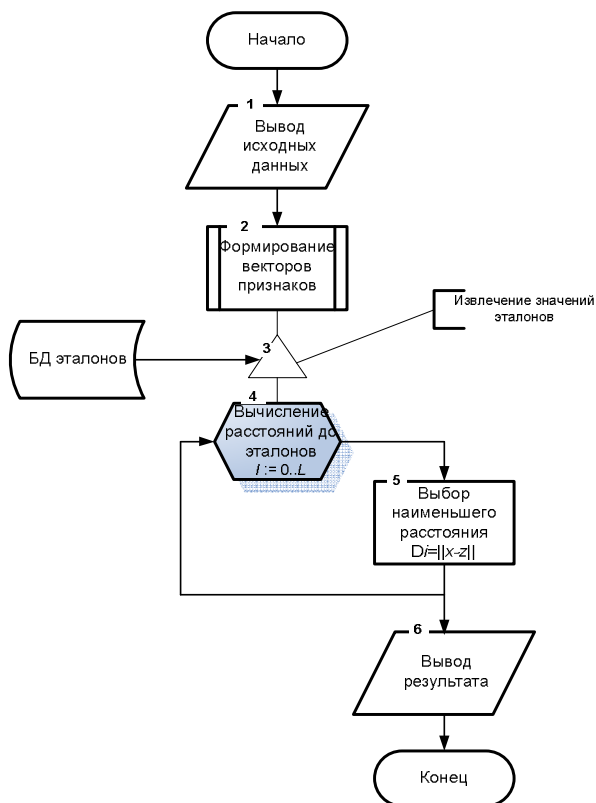 Начало
1
Вывод
исходных
данных
2
Формирование
векторов
признаков
Извлечение значений
эталонов
3
БД эталонов
4
Вычисление
расстояний до
эталонов
I := 0..L
5
Выбор
наименьшего
расстояния
Di=||x-z||
6
Вывод
результата
Конец